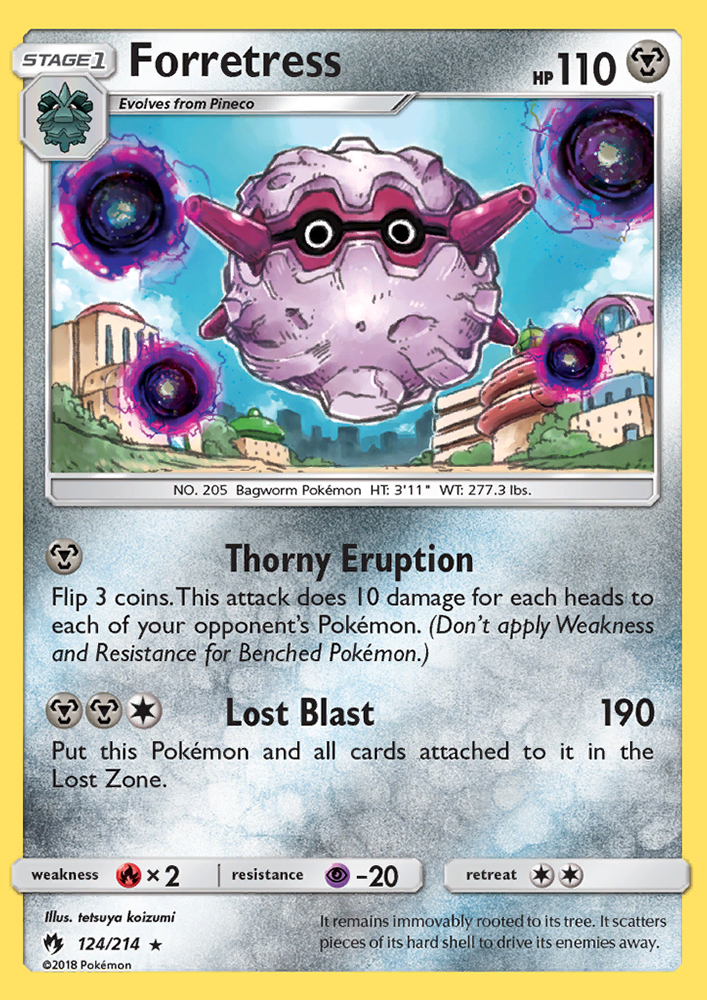 STAGE1
Forretress
HP 110
Evolves from Pineco
NO. 205 Bagworm Pokémon HT: 3'11" WT: 277.3 lbs.
Thorny Eruption
Flip 3 coins. This attack does 10 damage for each heads to
each of your opponent's Pokémon. (Don't apply Weakness
and Resistance for Benched Pokémon.)
Lost Blast 190
Put this Pokémon and all cards attached to it in the
Lost Zone.
weakness ×2 resistance –20 retreat
Illus. tetsuya koizumi
124/214 ★
©2018 Pokémon
It remains immovably rooted to its tree. It scatters
pieces of its hard shell to drive its enemies away.